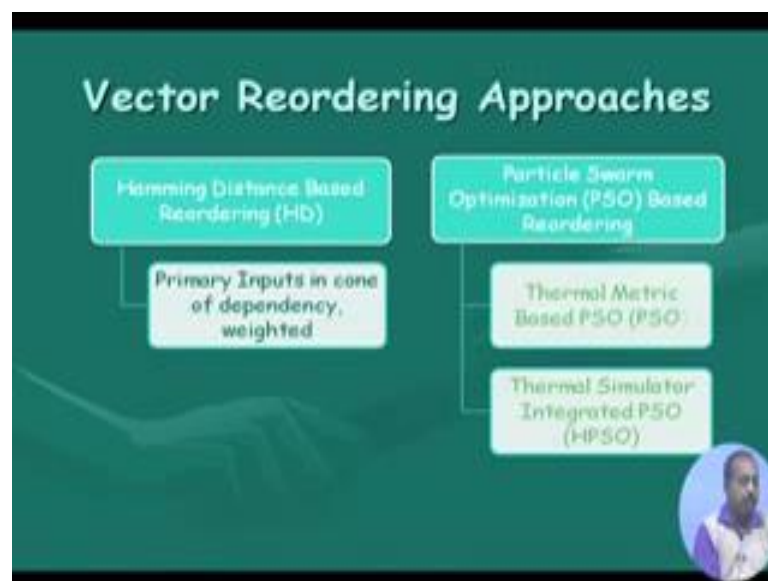 Vector Reordering Approaches
Hamming Distance Based
Reordering (HD)
Primary Inputs in cone
of dependency,
weighted
Particle Swarm
Optimization (PSO) Based
Reordering
Thermal Metric
Based PSO (PSO
Thermal Simulator
Integrated PSO
(HPSO)